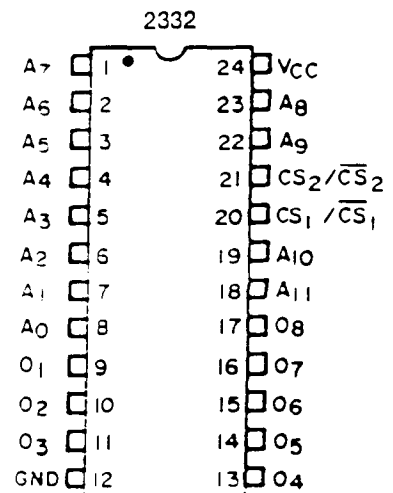 2332
A7 1 24 VCC
A6 2 23 A8
A5 3 22 A9
A4 4 21 CS2/C̅S̅2
A3 5 20 CS1/C̅S̅1
A2 6 19 A10
A1 7 18 A11
A0 8 17 O8
O1 9 16 O7
O2 10 15 O6
O3 11 14 O5
GND 12 13 O4